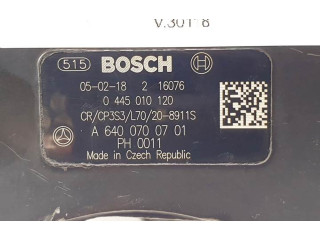 V.301 8
515 BOSCH
05-02-18 2 16076
0 445 010 120
CR/CP3S3/L70/20-8911S
A 640 070 07 01
PH 0011
Made in Czech Republic